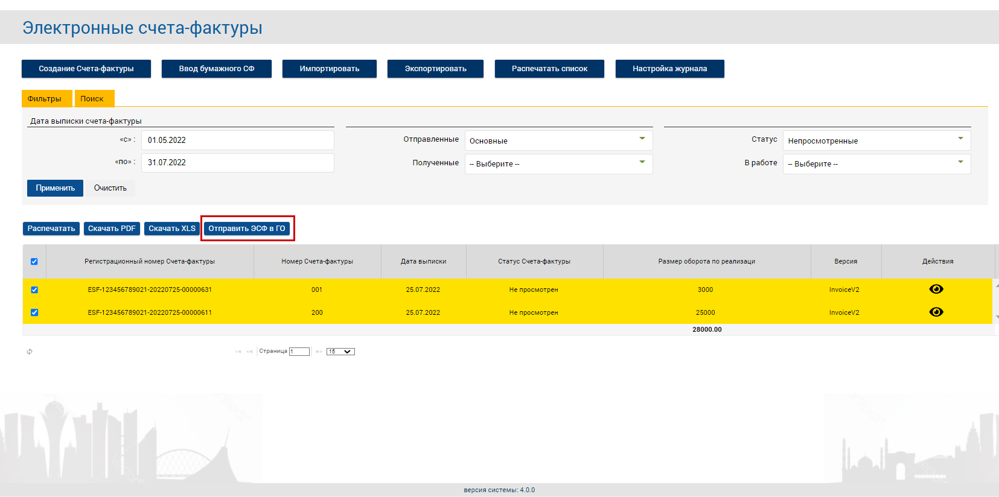 Электронные счета-фактуры
Создание Счета-фактуры Ввод бумажного СФ Импортировать Экспортировать Распечатать список Настройка журнала
Фильтры Поиск
Дата выписки счета-фактуры
«с» : 01.05.2022 Отправленные Основные Статус Непросмотренные
«по» : 31.07.2022 Полученные -- Выберите -- В работе -- Выберите --
Применить Очистить
Распечатать Скачать PDF Скачать XLS Отправить ЭСФ в ГО
Регистрационный номер Счета-фактуры Номер Счета-фактуры Дата выписки Статус Счета-фактуры Размер оборота по реализаци Версия Действия
ESF-123456789021-20220725-00000631 001 25.07.2022 Не просмотрен 3000 InvoiceV2
ESF-123456789021-20220725-00000611 200 25.07.2022 Не просмотрен 25000 InvoiceV2
28000.00
Страница 1 15
версия системы: 4.0.0